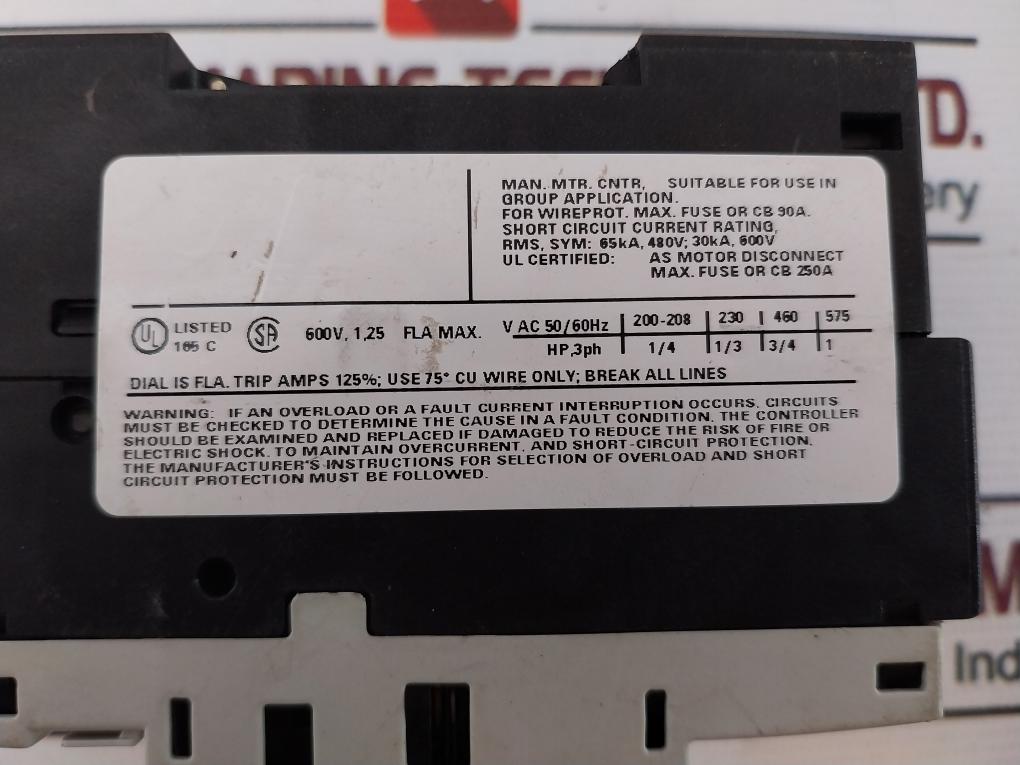 TD.
ery
MAN. MTR. CNTR, SUITABLE FOR USE IN
GROUP APPLICATION.
FOR WIREPROT. MAX. FUSE OR CB 90A.
SHORT CIRCUIT CURRENT RATING,
RMS, SYM: 65kA, 480V; 30kA, 600V
UL CERTIFIED: AS MOTOR DISCONNECT
MAX. FUSE OR CB 250A
UL LISTED
165 C
SA
600V, 1,25 FLA MAX.
V AC 50/60Hz 200-208 230 460 575
HP,3ph 1/4 1/3 3/4 1
DIAL IS FLA. TRIP AMPS 125%; USE 75° CU WIRE ONLY; BREAK ALL LINES
WARNING: IF AN OVERLOAD OR A FAULT CURRENT INTERRUPTION OCCURS, CIRCUITS
MUST BE CHECKED TO DETERMINE THE CAUSE IN A FAULT CONDITION, THE CONTROLLER
SHOULD BE EXAMINED AND REPLACED IF DAMAGED TO REDUCE THE RISK OF FIRE OR
ELECTRIC SHOCK. TO MAINTAIN OVERCURRENT, AND SHORT-CIRCUIT PROTECTION,
THE MANUFACTURER'S INSTRUCTIONS FOR SELECTION OF OVERLOAD AND SHORT
CIRCUIT PROTECTION MUST BE FOLLOWED.
M
Ind